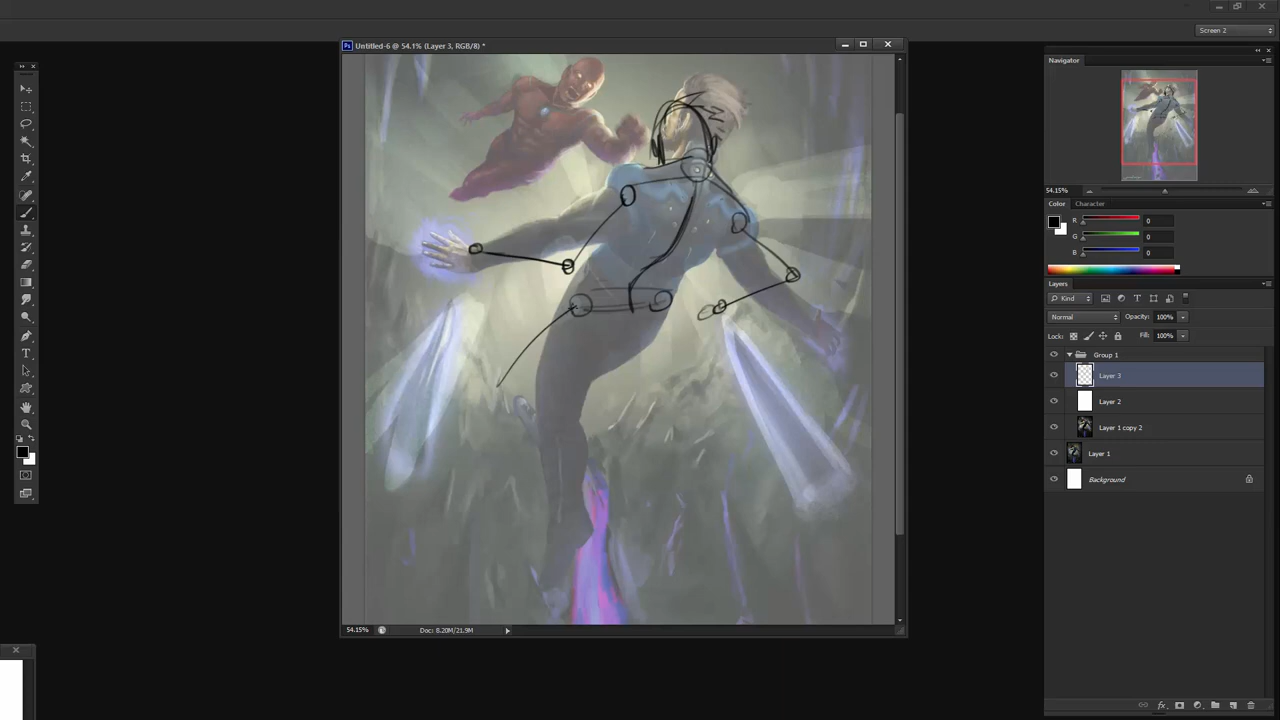 Screen 2
Ps Untitled-6 @ 54.1% (Layer 3, RGB/8) *
Navigator
54.15%
Color Character
R 0
G 0
B 0
Layers
Kind
Normal Opacity: 100%
Lock: Fill: 100%
Group 1
Layer 3
Layer 2
Layer 1 copy 2
Layer 1
Background
54.15% Doc: 8.20M/21.9M